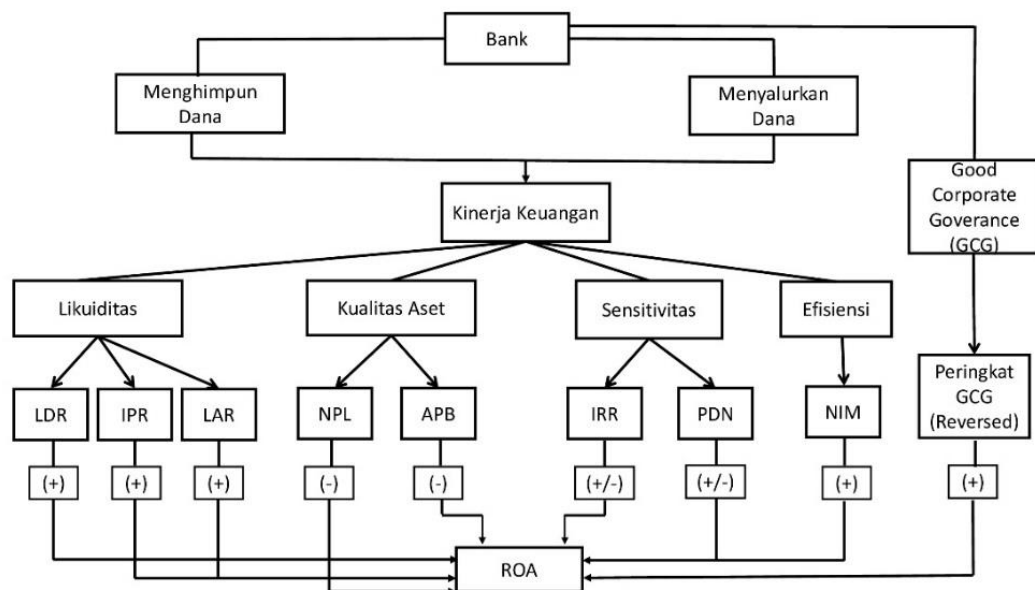 Bank
Menghimpun
Dana
Menyalurkan
Dana
Good
Corporate
Goverance
(GCG)
Kinerja Keuangan
Likuiditas
Kualitas Aset
Sensitivitas
Efisiensi
Peringkat
GCG
(Reversed)
LDR
IPR
LAR
NPL
APB
IRR
PDN
NIM
(+)
(+)
(+)
(-)
(-)
(+/-)
(+/-)
(+)
(+)
ROA